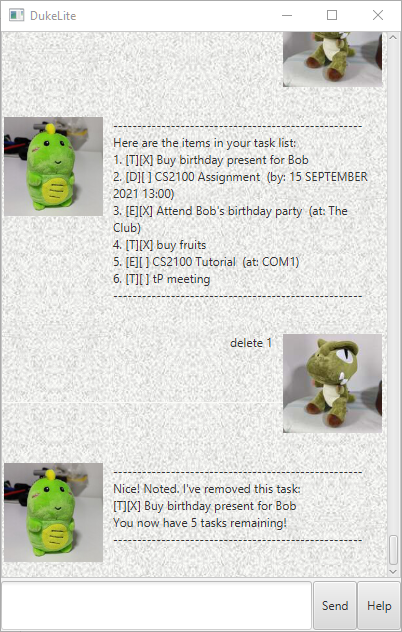 DukeLite
--------------------------------------------------
Here are the items in your task list:
1. [T][X] Buy birthday present for Bob
2. [D][ ] CS2100 Assignment  (by: 15 SEPTEMBER
2021 13:00)
3. [E][X] Attend Bob's birthday party  (at: The
Club)
4. [T][X] buy fruits
5. [E][ ] CS2100 Tutorial  (at: COM1)
6. [T][ ] tP meeting
--------------------------------------------------
delete 1
--------------------------------------------------
Nice! Noted. I've removed this task:
[T][X] Buy birthday present for Bob
You now have 5 tasks remaining!
--------------------------------------------------
Send
Help